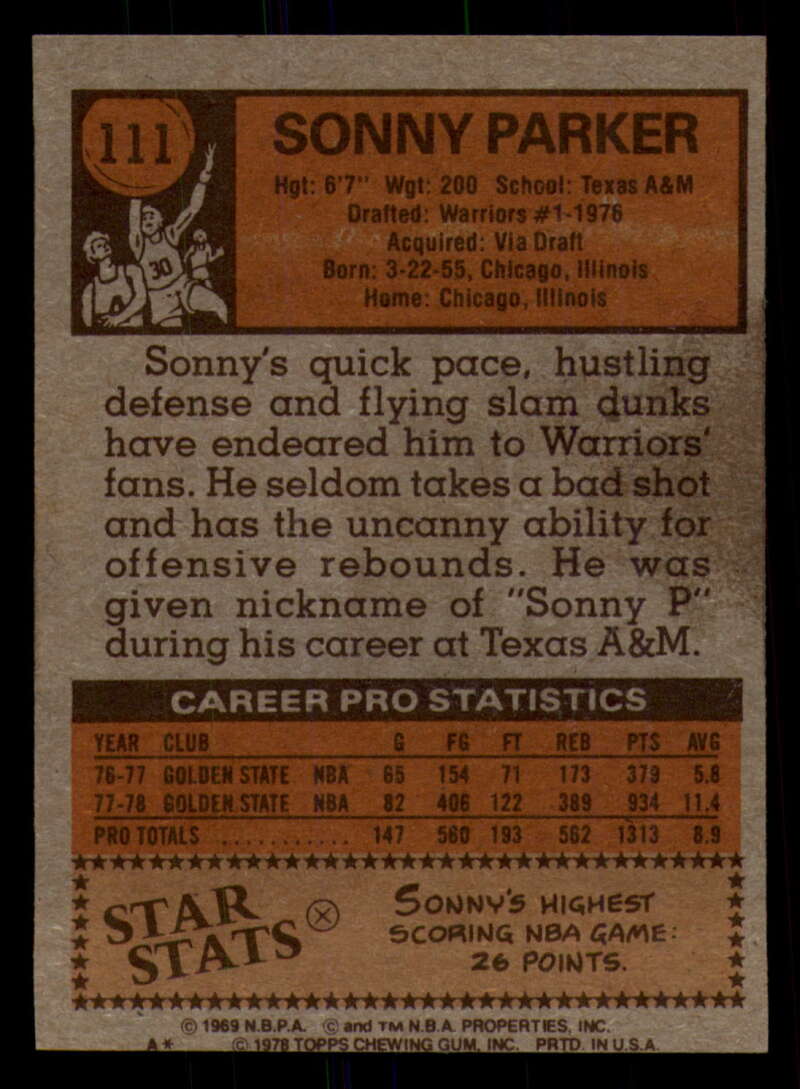 111
SONNY PARKER
Hgt: 6'7" Wgt: 200 School: Texas A&M
Drafted: Warriors #1-1976
Acquired: Via Draft
Born: 3-22-55, Chicago, Illinois
Home: Chicago, Illinois
30
Sonny's quick pace, hustling
defense and flying slam dunks
have endeared him to Warriors'
fans. He seldom takes a bad shot
and has the uncanny ability for
offensive rebounds. He was
given nickname of "Sonny P"
during his career at Texas A&M.
CAREER PRO STATISTICS
YEAR CLUB G FG FT REB PTS AVG
76-77 GOLDEN STATE NBA 65 154 71 173 379 5.8
77-78 GOLDEN STATE NBA 82 406 122 389 934 11.4
PRO TOTALS ........... 147 560 193 562 1313 8.9
STAR
STATS
SONNY'S HIGHEST
SCORING NBA GAME:
26 POINTS.
© 1969 N.B.P.A. © and TM N.B.A. PROPERTIES, INC.
A* © 1978 TOPPS CHEWING GUM, INC. PRTD. IN U.S.A.